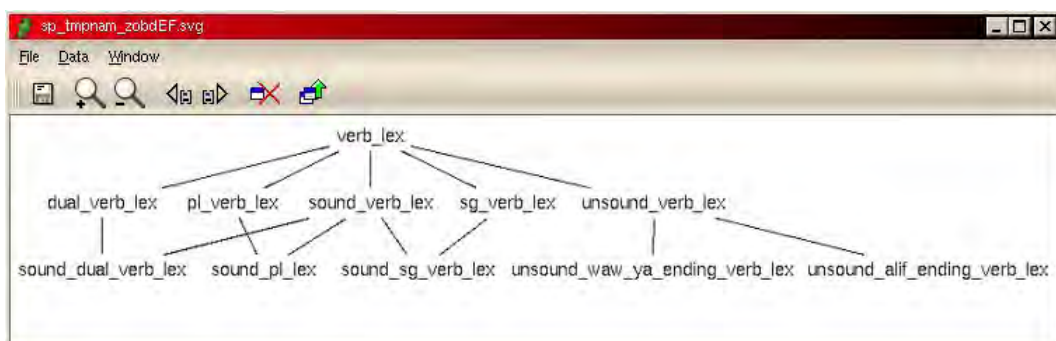 sp_tmpnam_zobdEF.svg
File Data Window
verb_lex
dual_verb_lex pl_verb_lex sound_verb_lex sg_verb_lex unsound_verb_lex
sound_dual_verb_lex sound_pl_lex sound_sg_verb_lex unsound_waw_ya_ending_verb_lex unsound_alif_ending_verb_lex